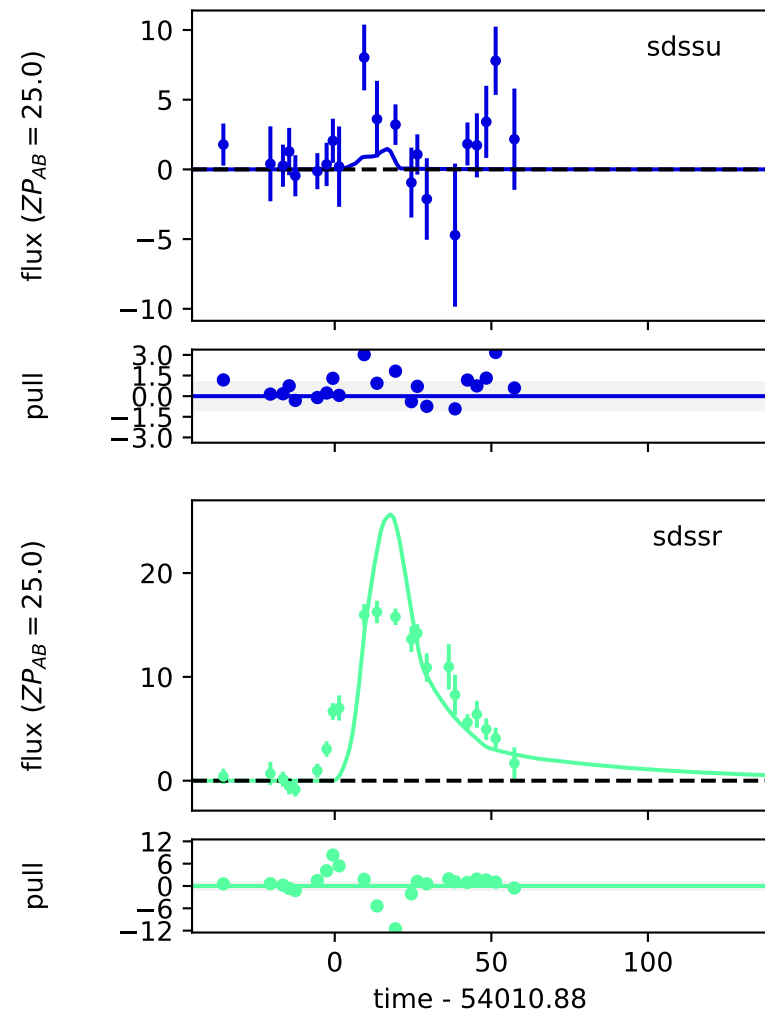 sdssu
flux (ZP_AB = 25.0)
10
5
0
−5
−10
pull
3.0
1.5
0.0
−1.5
−3.0
sdssr
flux (ZP_AB = 25.0)
20
10
0
pull
12
6
0
−6
−12
0 50 100
time - 54010.88